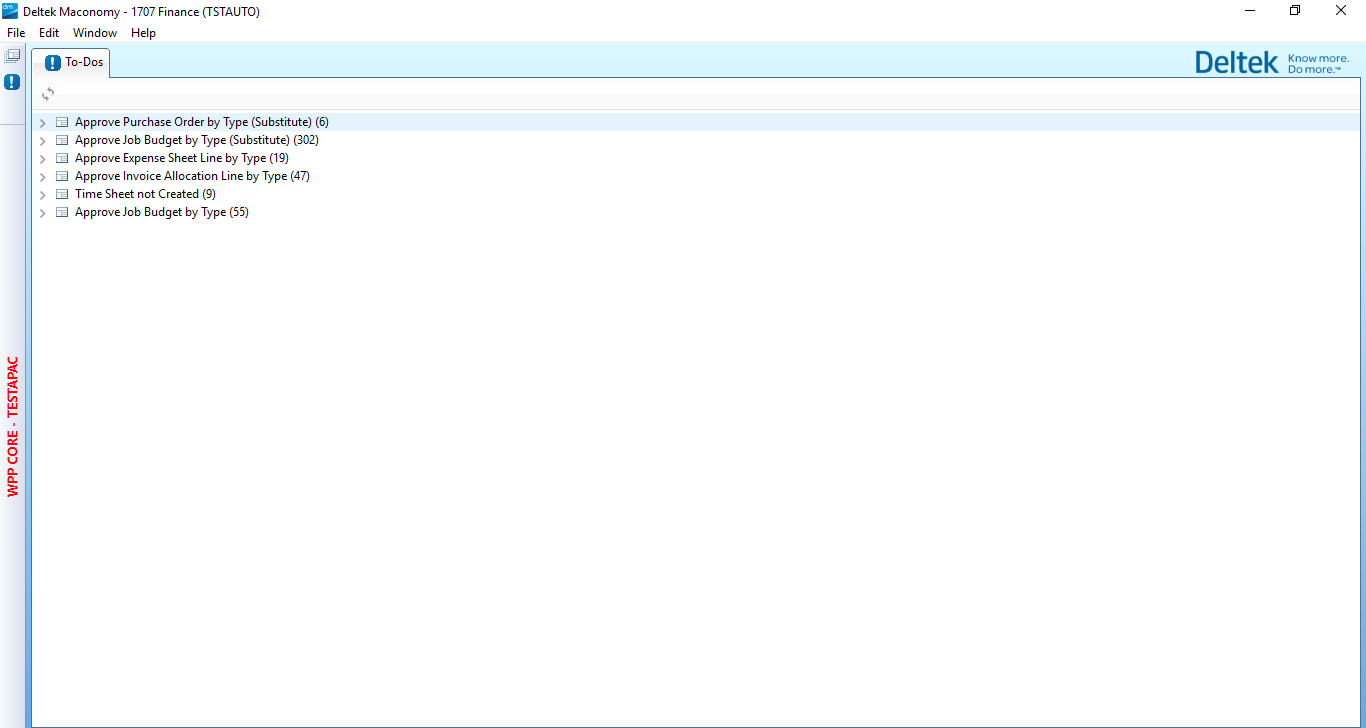 dm Deltek Maconomy - 1707 Finance (TSTAUTO)
File Edit Window Help
To-Dos
Deltek Know more.
Do more.™
Approve Purchase Order by Type (Substitute) (6)
Approve Job Budget by Type (Substitute) (302)
Approve Expense Sheet Line by Type (19)
Approve Invoice Allocation Line by Type (47)
Time Sheet not Created (9)
Approve Job Budget by Type (55)
WPP CORE - TESTAPAC